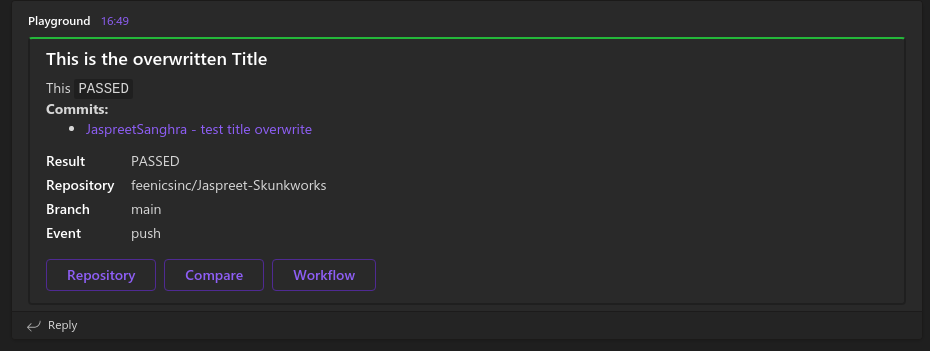 Playground 16:49
This is the overwritten Title
This PASSED
Commits:
JaspreetSanghra - test title overwrite
Result PASSED
Repository feenicsinc/Jaspreet-Skunkworks
Branch main
Event push
Repository Compare Workflow
Reply